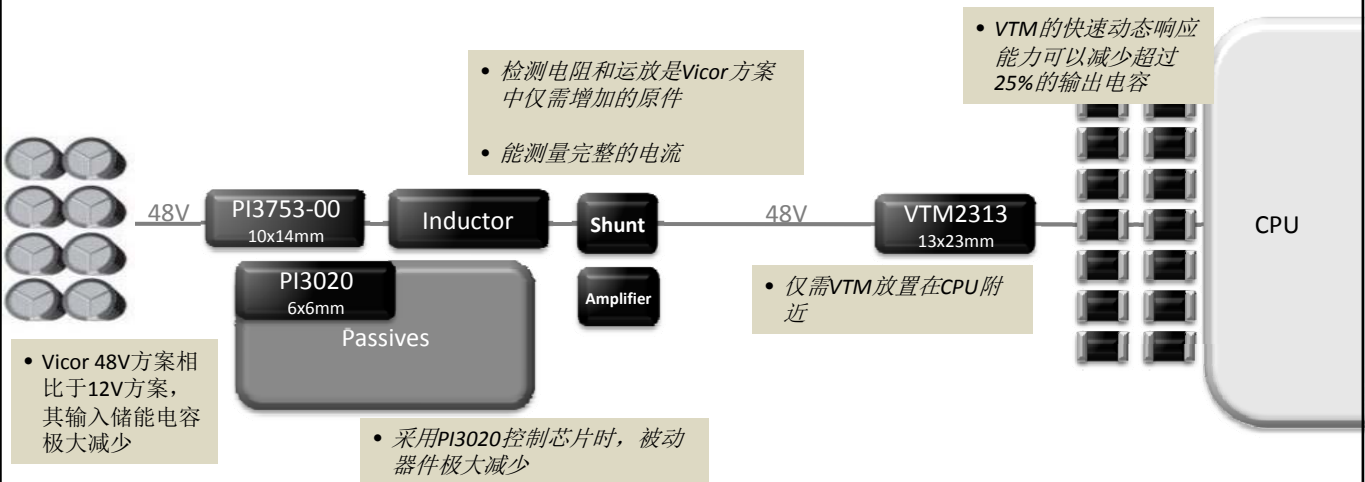 • VTM的快速动态响应
能力可以减少超过
25%的输出电容
• 检测电阻和运放是Vicor方案
中仅需增加的原件
• 能测量完整的电流
48V
PI3753-00
10x14mm
Inductor
Shunt
48V
VTM2313
13x23mm
CPU
PI3020
6x6mm
Passives
Amplifier
• 仅需VTM放置在CPU附
近
• Vicor 48V方案相
比于12V方案，
其输入储能电容
极大减少
• 采用PI3020控制芯片时，被动
器件极大减少